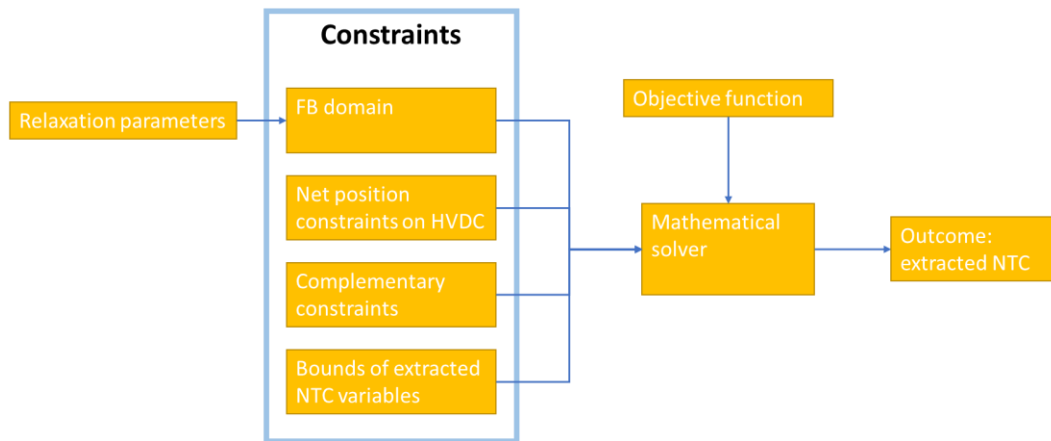 Constraints
Relaxation parameters
FB domain
Net position
constraints on HVDC
Complementary
constraints
Bounds of extracted
NTC variables
Objective function
Mathematical
solver
Outcome:
extracted NTC